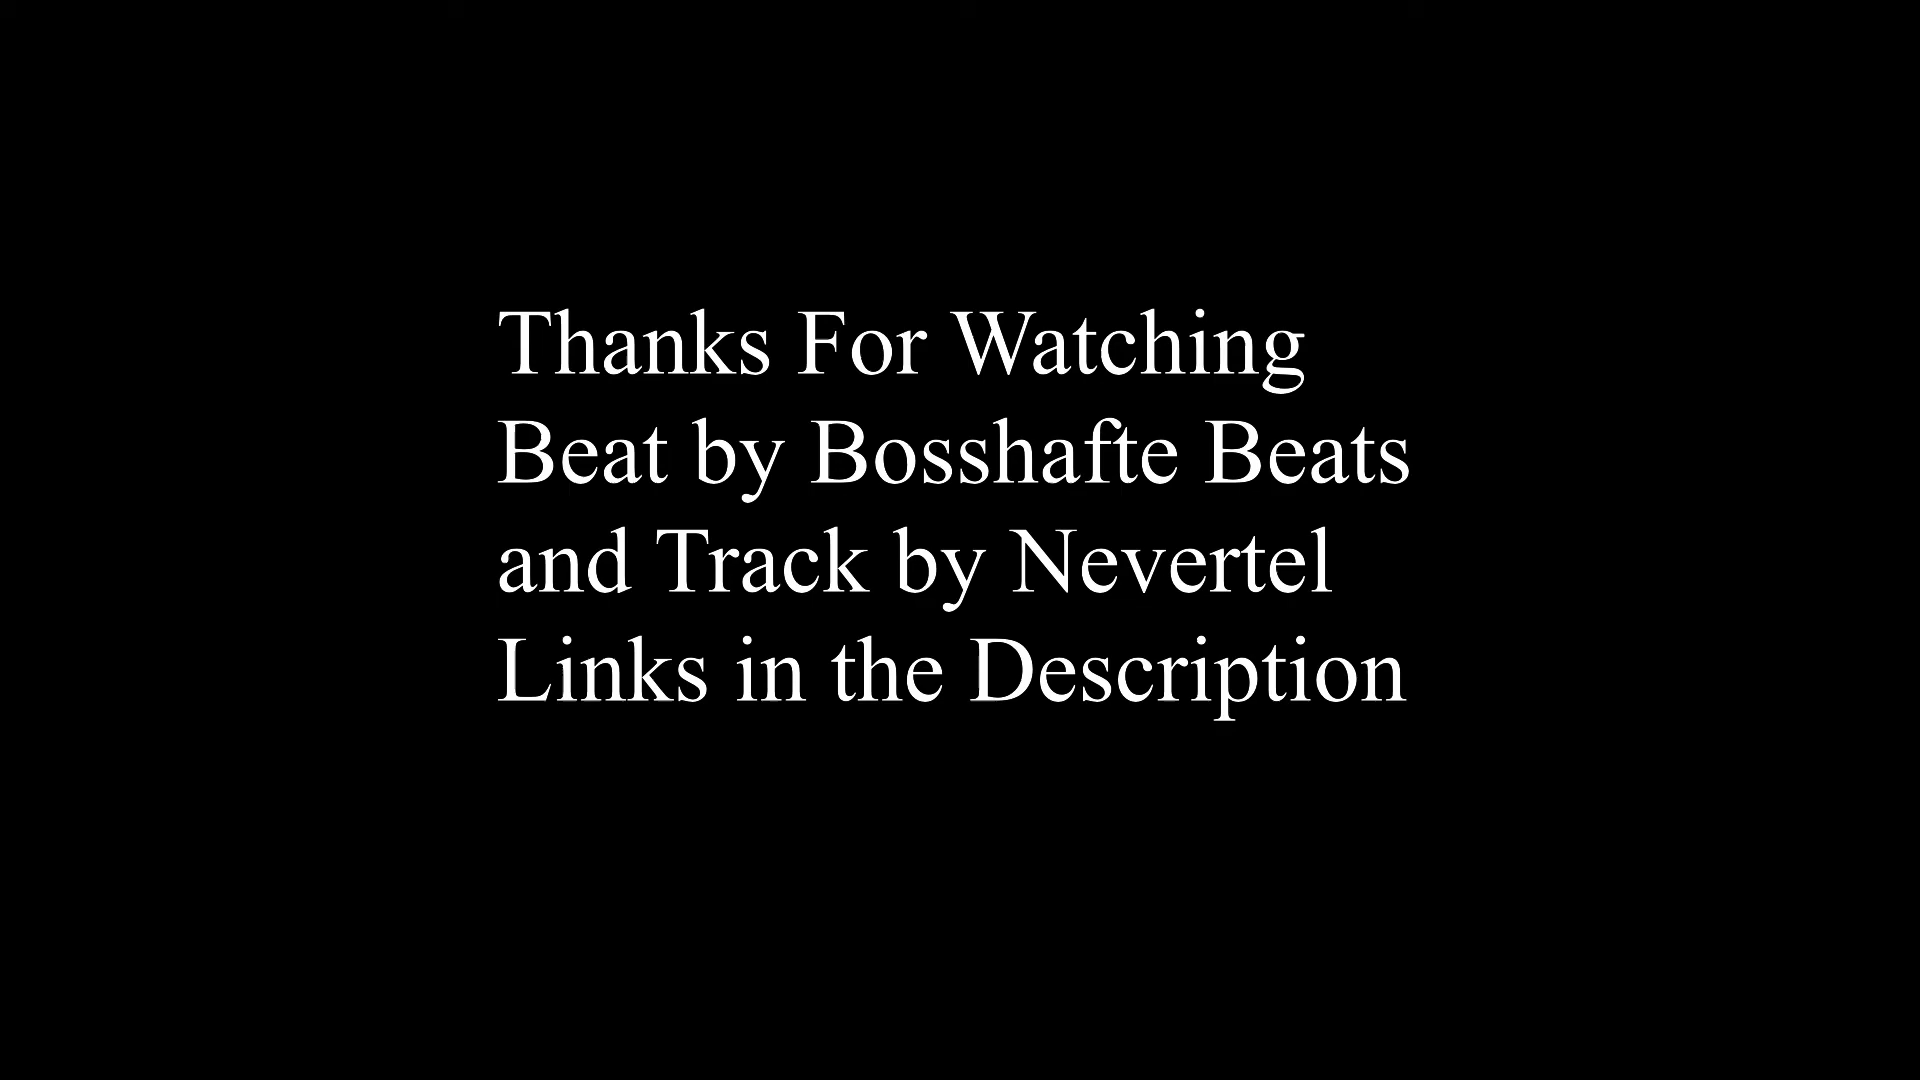 Thanks For Watching
Beat by Bosshafte Beats
and Track by Nevertel
Links in the Description